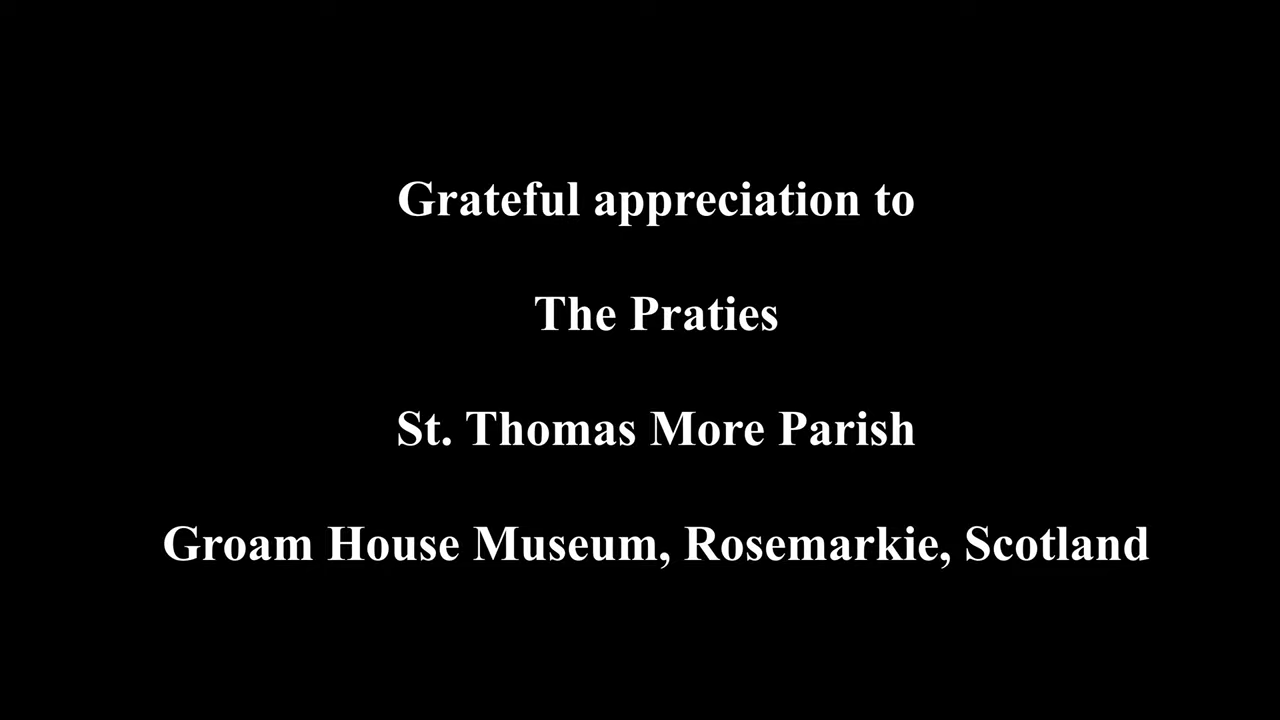 Grateful appreciation to
The Praties
St. Thomas More Parish
Groam House Museum, Rosemarkie, Scotland